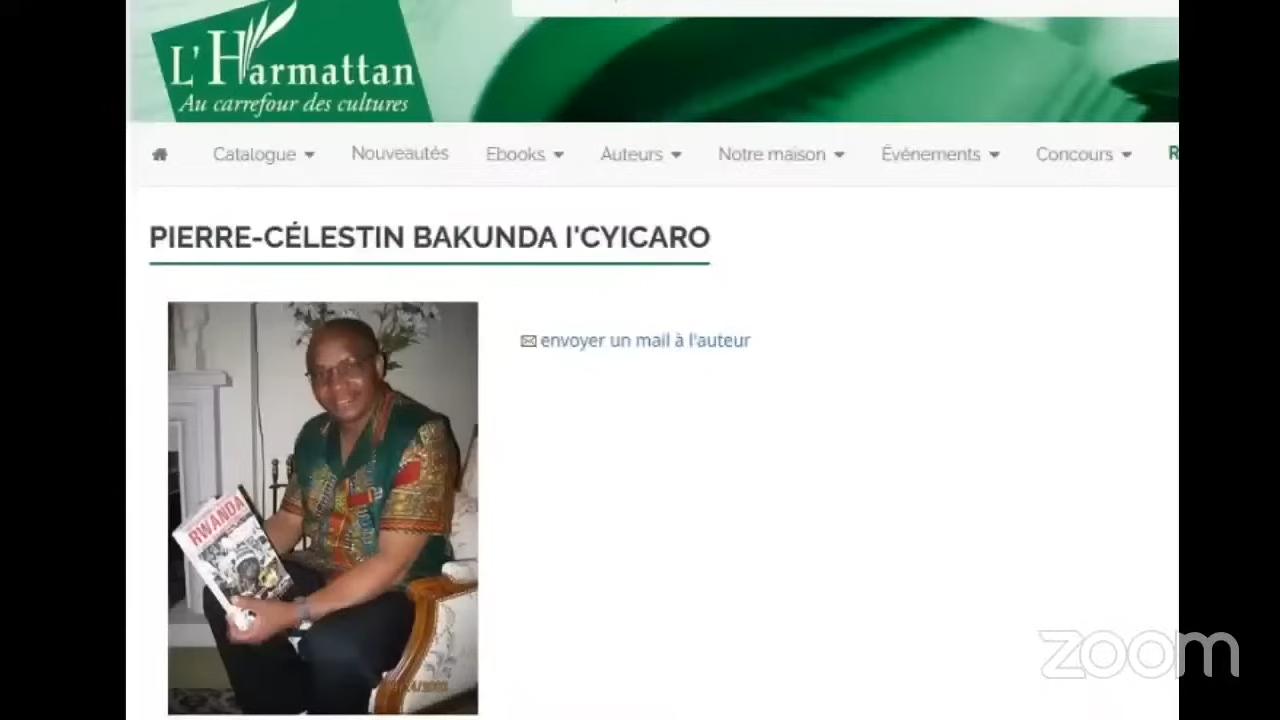 L'Harmattan
Au carrefour des cultures
Catalogue Nouveautés Ebooks Auteurs Notre maison Événements Concours R
PIERRE-CÉLESTIN BAKUNDA I'CYICARO
envoyer un mail à l'auteur
RWANDA
zoom